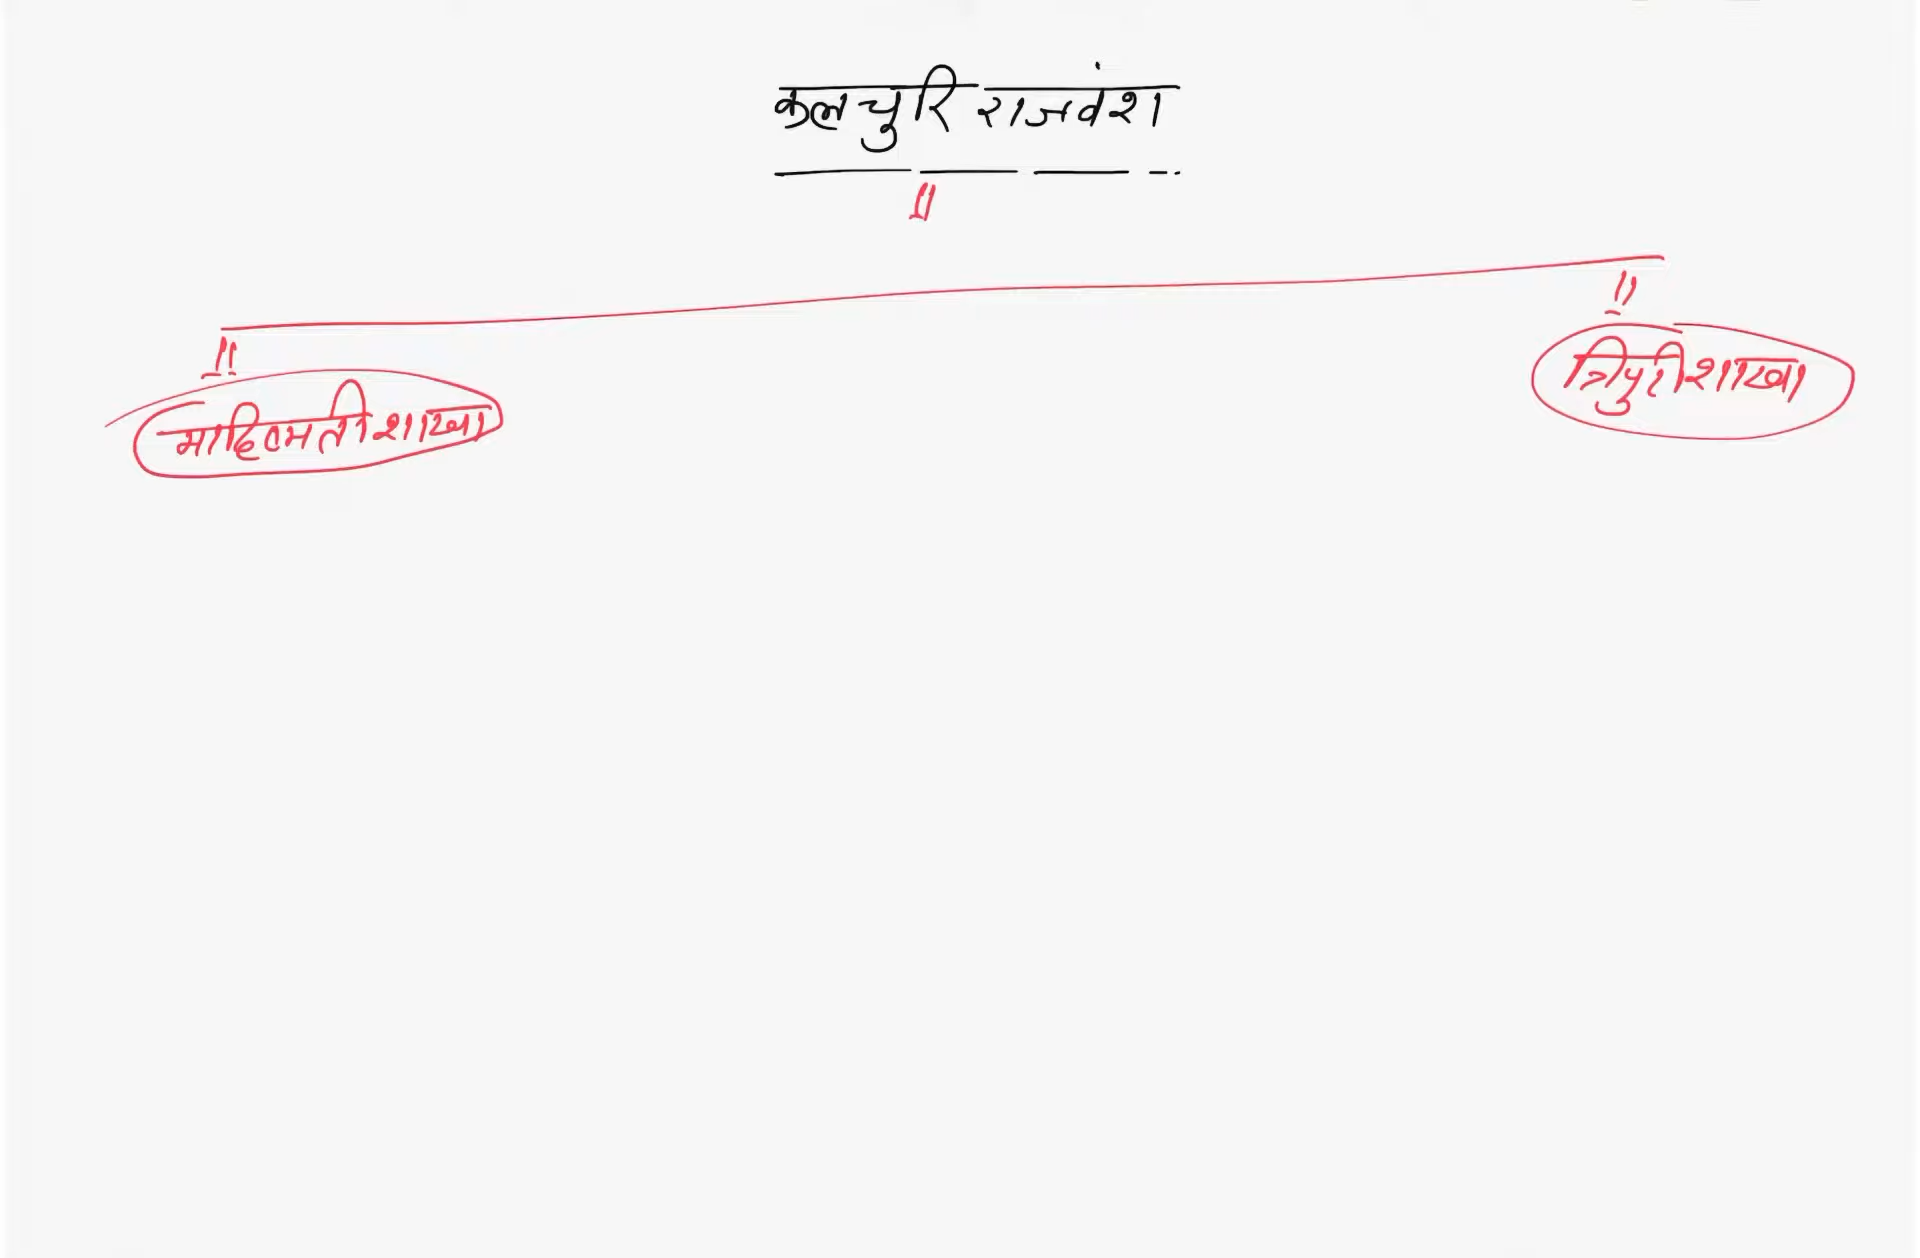 कलचुरि राजवंश
माहिष्मती शाखा
त्रिपुरी शाखा